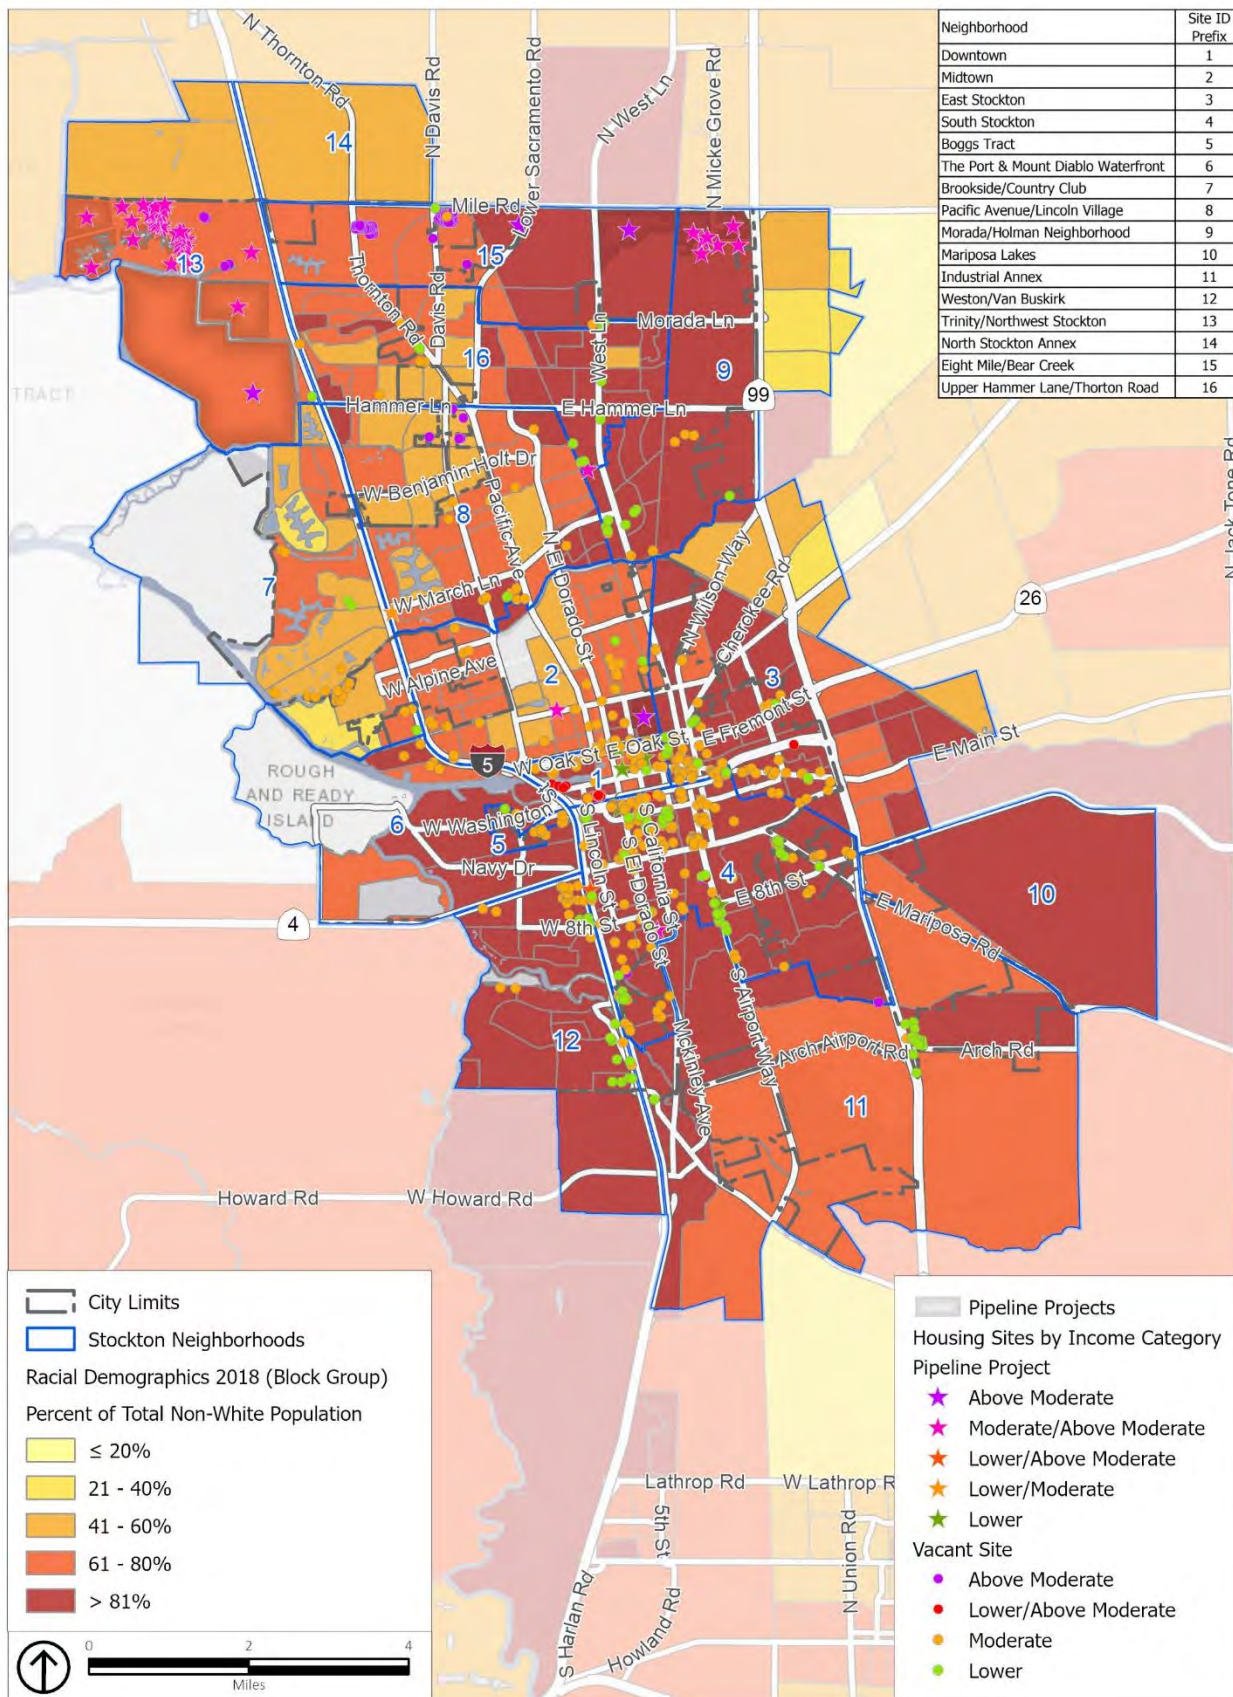 Neighborhood Site ID Prefix
Downtown 1
Midtown 2
East Stockton 3
South Stockton 4
Boggs Tract 5
The Port & Mount Diablo Waterfront 6
Brookside/Country Club 7
Pacific Avenue/Lincoln Village 8
Morada/Holman Neighborhood 9
Mariposa Lakes 10
Industrial Annex 11
Weston/Van Buskirk 12
Trinity/Northwest Stockton 13
North Stockton Annex 14
Eight Mile/Bear Creek 15
Upper Hammer Lane/Thorton Road 16
N Thornton Rd
N Davis Rd
Lower Sacramento Rd
N West Ln
N Micke Grove Rd
14
Mile Rd
13
15
Thornton Rd
Davis Rd
West Ln
Morada Ln
16
9
99
TRACT
Hammer Ln
E Hammer Ln
W Benjamin Holt Dr
8
Pacific Ave
N El Dorado St
N Jack Tone Rd
7
W March Ln
N Wilson Way
Cherokee Rd
26
W Alpine Ave
2
3
E Fremont St
E Main St
5
W Oak St
E Oak St
1
ROUGH
AND READY
ISLAND
6
W Washington St
5
Navy Dr
S Lincoln St
S El Dorado St
S California St
4
E 8th St
10
4
W 8th St
E Mariposa Rd
S Airport Way
12
Mckinley Ave
Arch Airport Rd
Arch Rd
11
Howard Rd
W Howard Rd
Lathrop Rd
W Lathrop R
5th St
N Union Rd
S Harlan Rd
Howland Rd
City Limits
Stockton Neighborhoods
Racial Demographics 2018 (Block Group)
Percent of Total Non-White Population
≤ 20%
21 - 40%
41 - 60%
61 - 80%
> 81%
0 2 4
Miles
Pipeline Projects
Housing Sites by Income Category
Pipeline Project
Above Moderate
Moderate/Above Moderate
Lower/Above Moderate
Lower/Moderate
Lower
Vacant Site
Above Moderate
Lower/Above Moderate
Moderate
Lower